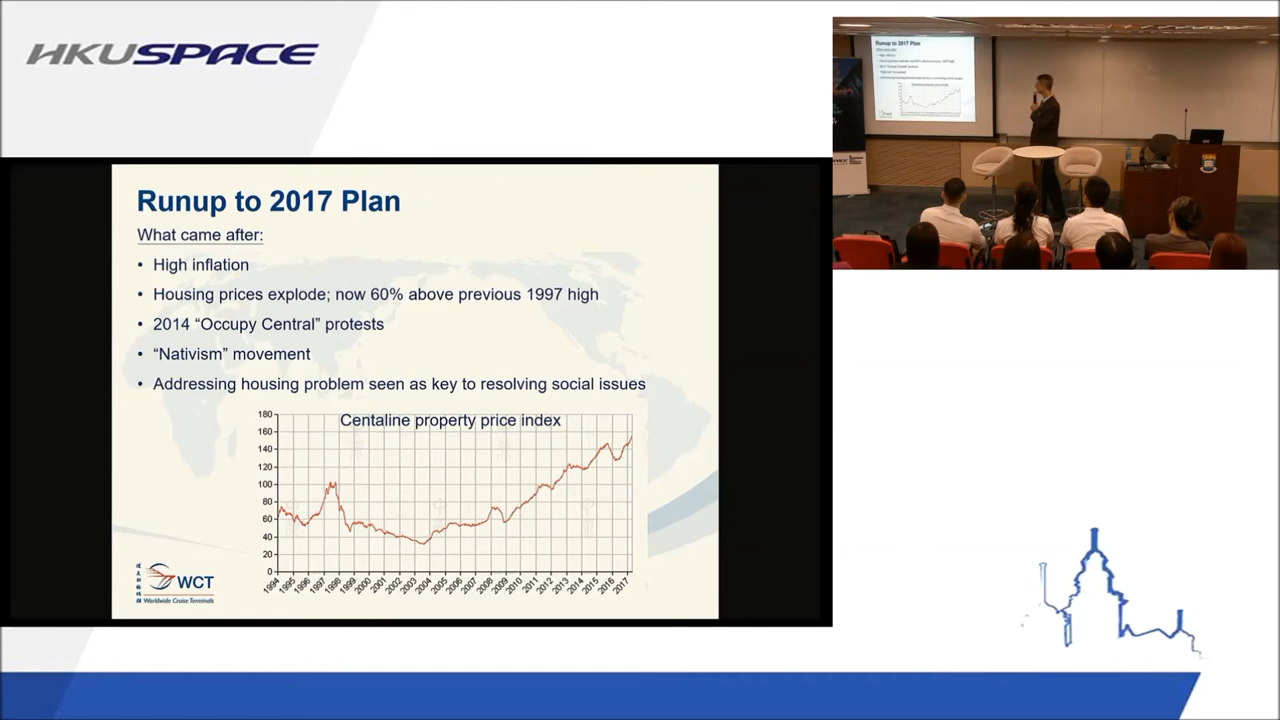 HKUSPACE
Runup to 2017 Plan
What came after:
• High inflation
• Housing prices explode; now 60% above previous 1997 high
• 2014 “Occupy Central” protests
• “Nativism” movement
• Addressing housing problem seen as key to resolving social issues
Centaline property price index
180
160
140
120
100
80
60
40
20
0
1994
1995
1996
1997
1998
1999
2000
2001
2002
2003
2004
2005
2006
2007
2008
2009
2010
2011
2012
2013
2014
2015
2016
2017
WCT
Worldwide Cruise Terminals
Runup to 2017 Plan